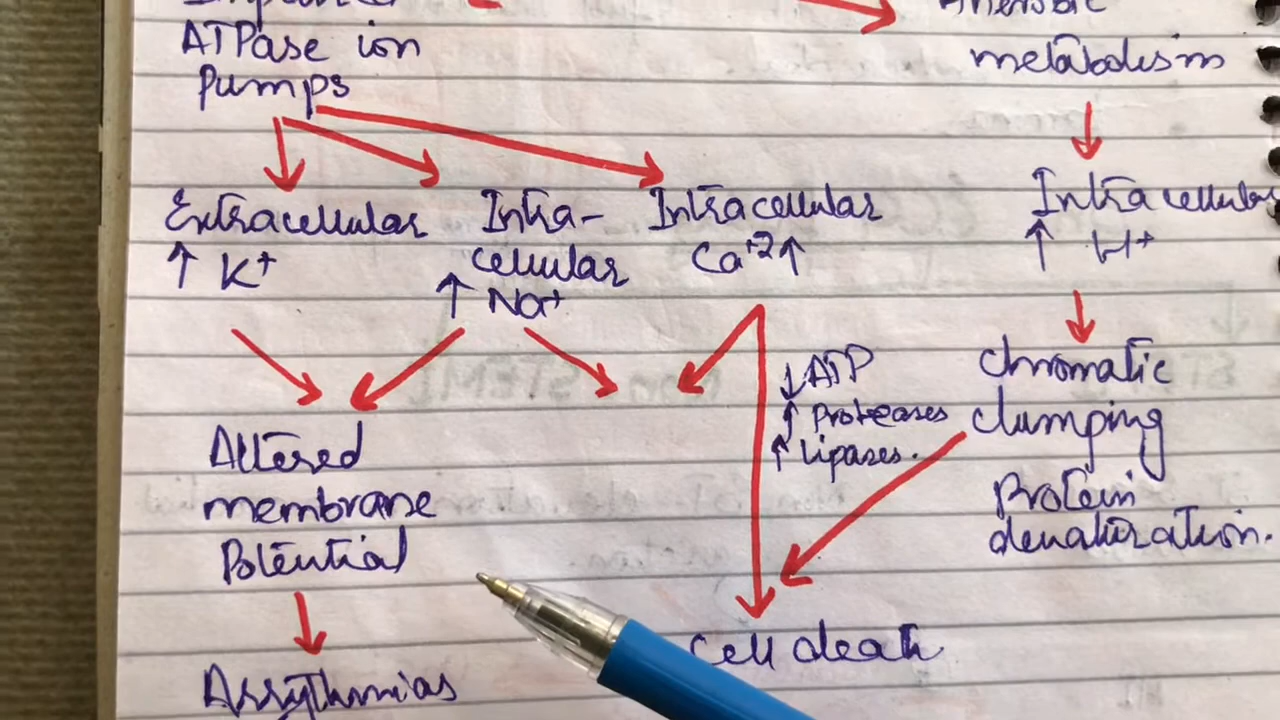 ATPase ion
Pumps
Anerobic
metabolism
Extracellular
↑ K+
Intra-
cellular
↑ Na+
Intracellular
Ca+2↑
Intracellular
↑ H+
↓ATP
↑ Proteases
↑ Lipases.
Chromatic
clumping
Protein
denaturation.
Altered
membrane
Potential
Cell death
Arrythmias